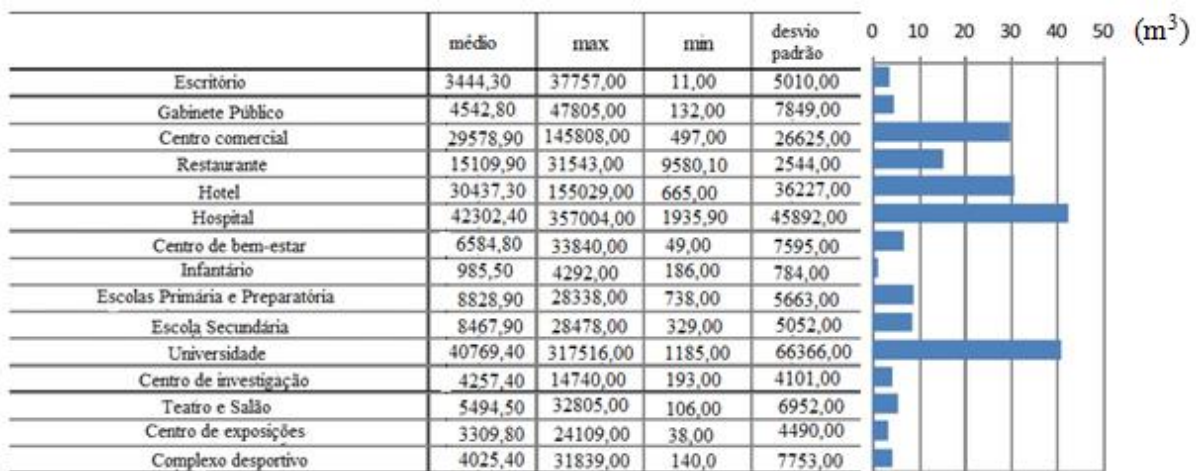 médio max min desvio padrão 0 10 20 30 40 50 (m³)
Escritório 3444,30 37757,00 11,00 5010,00
Gabinete Público 4542,80 47805,00 132,00 7849,00
Centro comercial 29578,90 145808,00 497,00 26625,00
Restaurante 15109,90 31543,00 9580,10 2544,00
Hotel 30437,30 155029,00 665,00 36227,00
Hospital 42302,40 357004,00 1935,90 45892,00
Centro de bem-estar 6584,80 33840,00 49,00 7595,00
Infantário 985,50 4292,00 186,00 784,00
Escolas Primária e Preparatória 8828,90 28338,00 738,00 5663,00
Escola Secundária 8467,90 28478,00 329,00 5052,00
Universidade 40769,40 317516,00 1185,00 66366,00
Centro de investigação 4257,40 14740,00 193,00 4101,00
Teatro e Salão 5494,50 32805,00 106,00 6952,00
Centro de exposições 3309,80 24109,00 38,00 4490,00
Complexo desportivo 4025,40 31839,00 140,0 7753,00